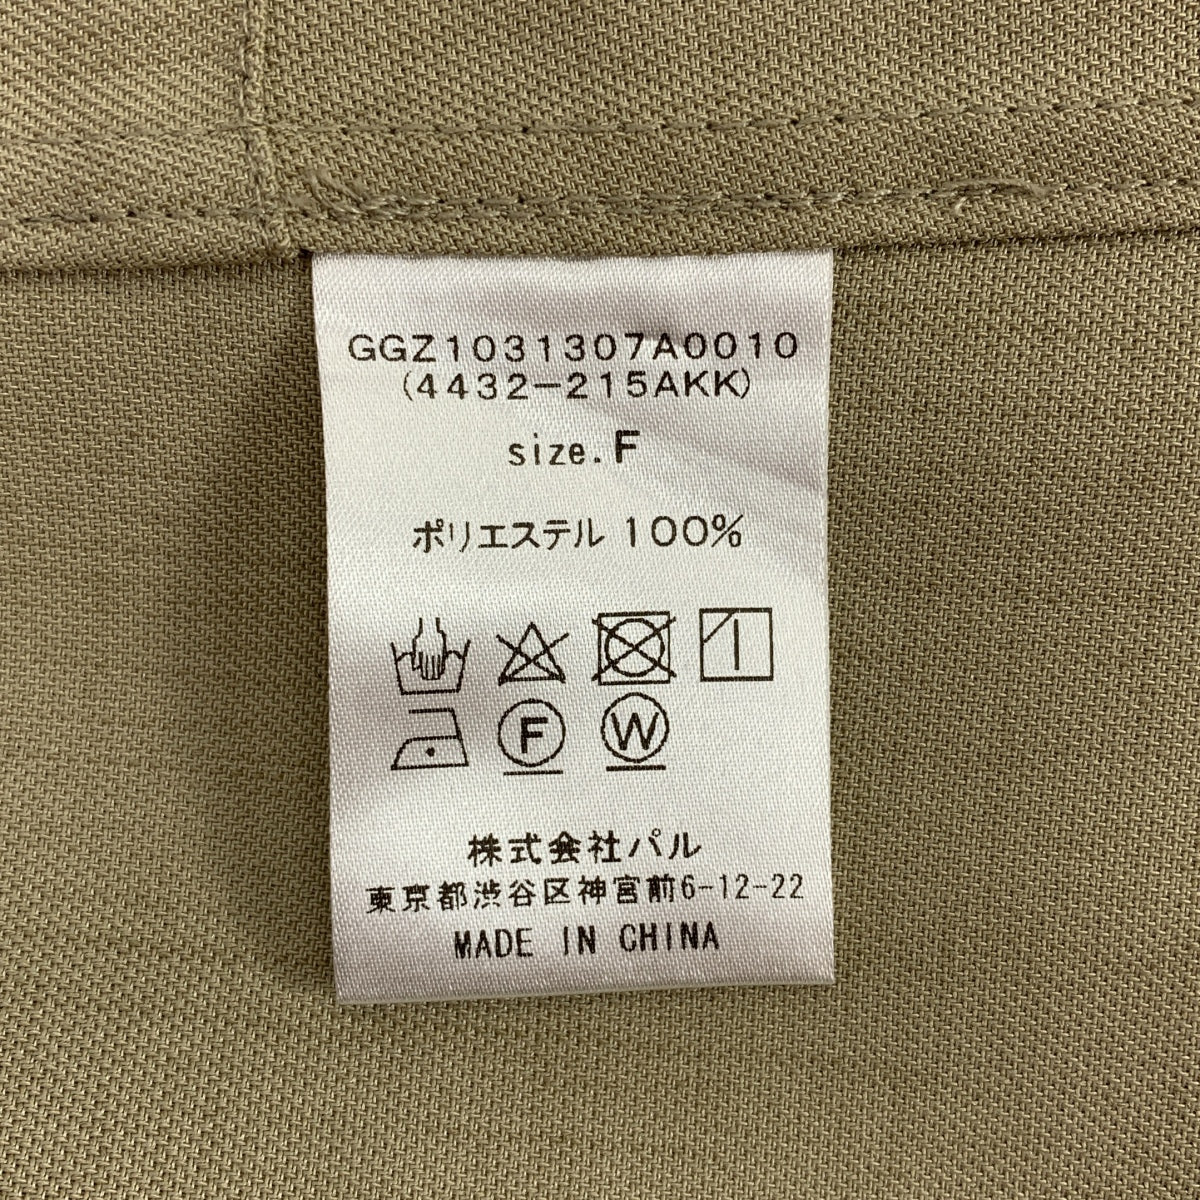 GGZ1031307A0010
(4432-215AKK)
size.F
ポリエステル 100%
F W
株式会社パル
東京都渋谷区神宮前6-12-22
MADE IN CHINA